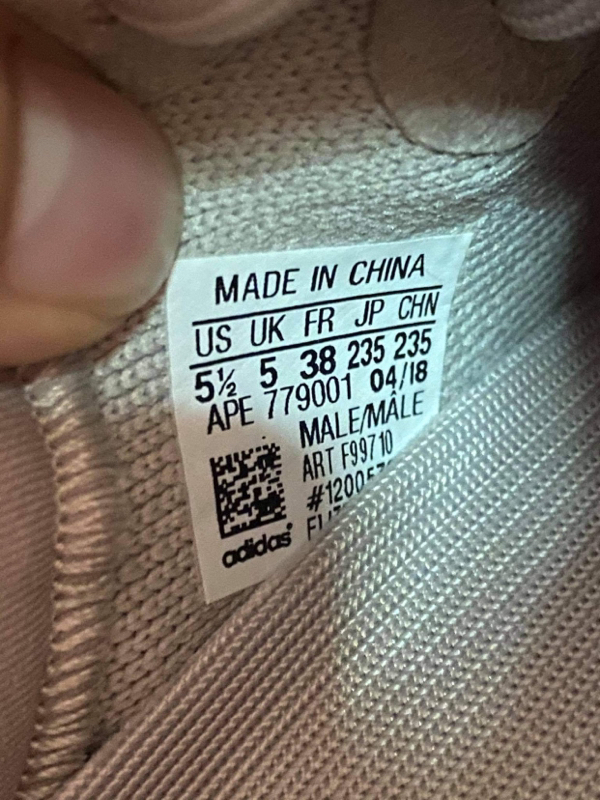 MADE IN CHINA
US UK FR JP CHN
5½ 5 38 235 235
APE 779001 04/18
MALE/MÂLE
ART F99710
#12005
adidas